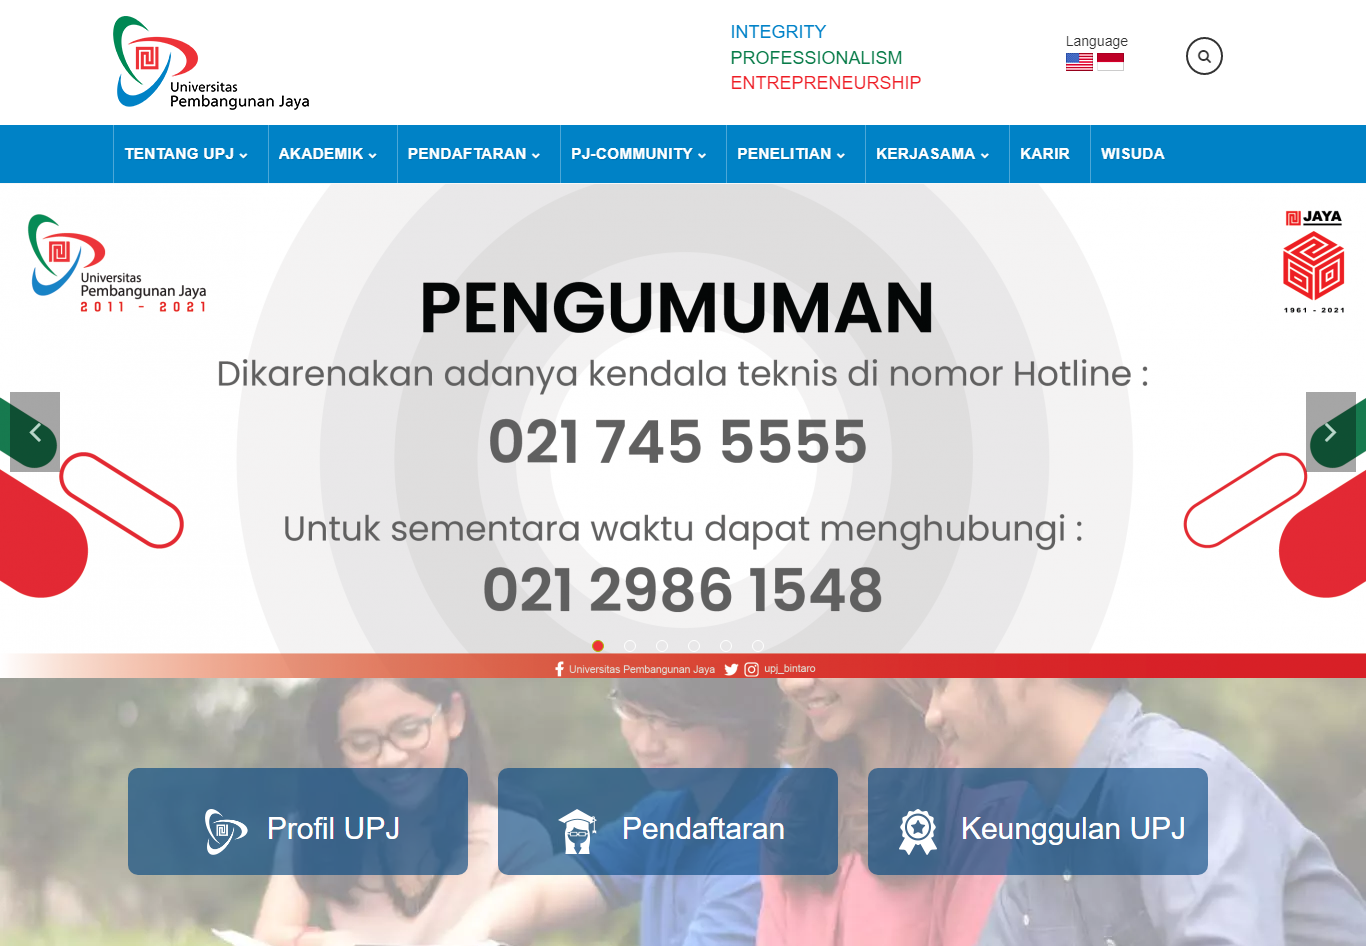 Universitas
Pembangunan Jaya
INTEGRITY
PROFESSIONALISM
ENTREPRENEURSHIP
Language
TENTANG UPJ
AKADEMIK
PENDAFTARAN
PJ-COMMUNITY
PENELITIAN
KERJASAMA
KARIR
WISUDA
Universitas
Pembangunan Jaya
2011 - 2021
JAYA
60
1961 - 2021
PENGUMUMAN
Dikarenakan adanya kendala teknis di nomor Hotline :
021 745 5555
Untuk sementara waktu dapat menghubungi :
021 2986 1548
Universitas Pembangunan Jaya
upj_bintaro
Profil UPJ
Pendaftaran
Keunggulan UPJ